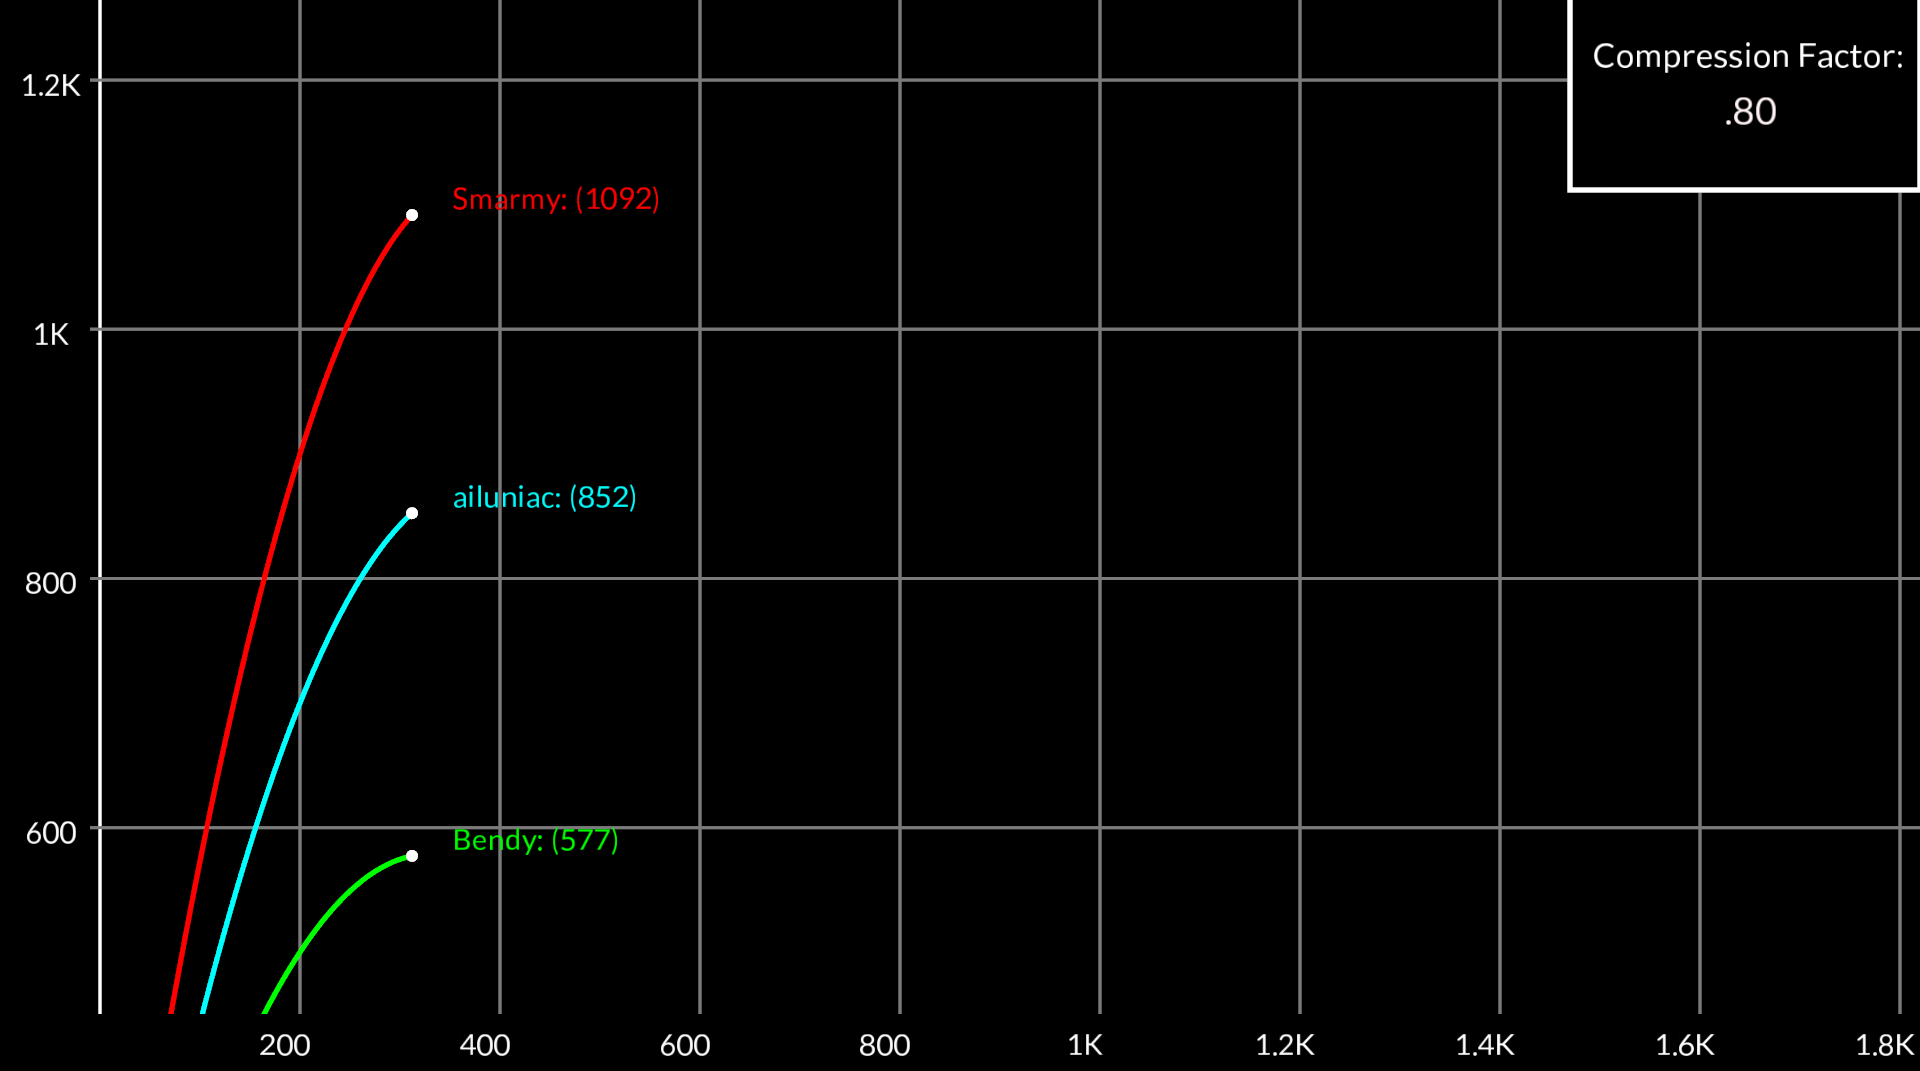 Compression Factor:
.80
1.2K
Smarmy: (1092)
1K
ailuniac: (852)
800
Bendy: (577)
600
200 400 600 800 1K 1.2K 1.4K 1.6K 1.8K